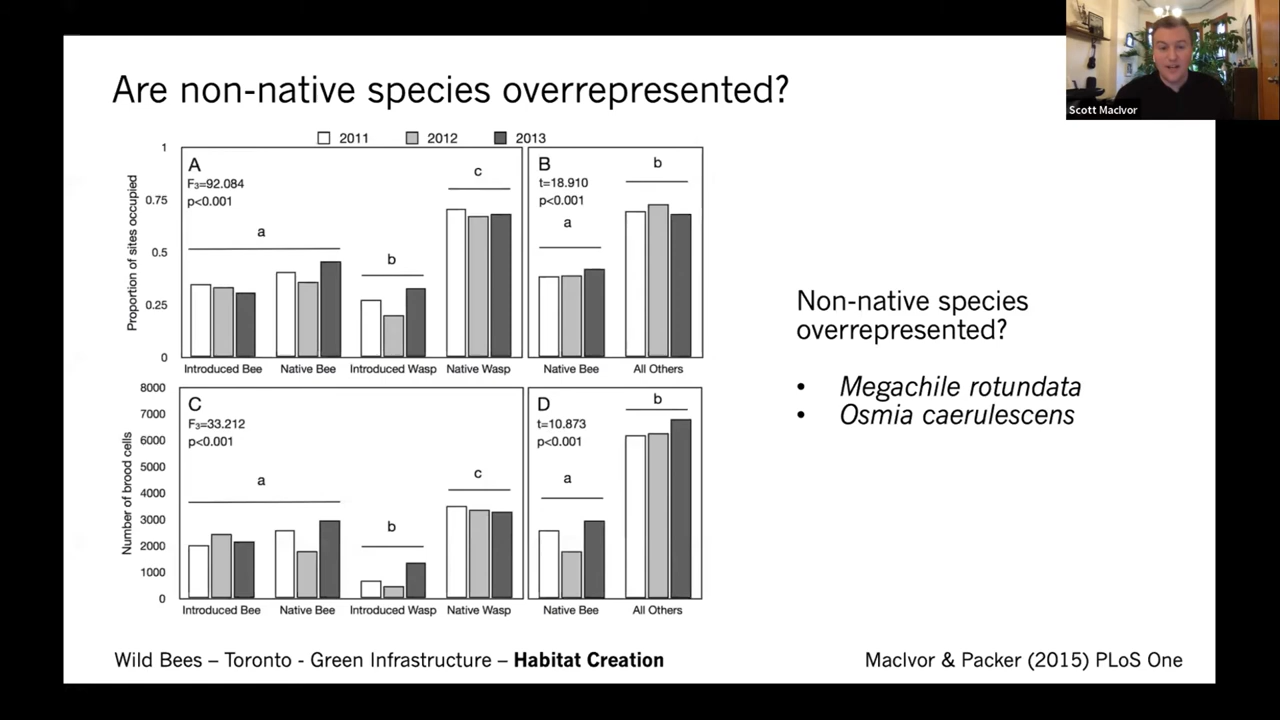 Scott MacIvor
Are non-native species overrepresented?
2011 2012 2013
Proportion of sites occupied
1
0.75
0.5
0.25
0
A
F₃=92.084
p<0.001
a
b
c
Introduced Bee Native Bee Introduced Wasp Native Wasp
B
t=18.910
p<0.001
a
b
Native Bee All Others
Number of brood cells
8000
7000
6000
5000
4000
3000
2000
1000
0
C
F₃=33.212
p<0.001
a
b
c
Introduced Bee Native Bee Introduced Wasp Native Wasp
D
t=10.873
p<0.001
a
b
Native Bee All Others
Non-native species
overrepresented?
• Megachile rotundata
• Osmia caerulescens
Wild Bees – Toronto - Green Infrastructure – Habitat Creation
MacIvor & Packer (2015) PLoS One